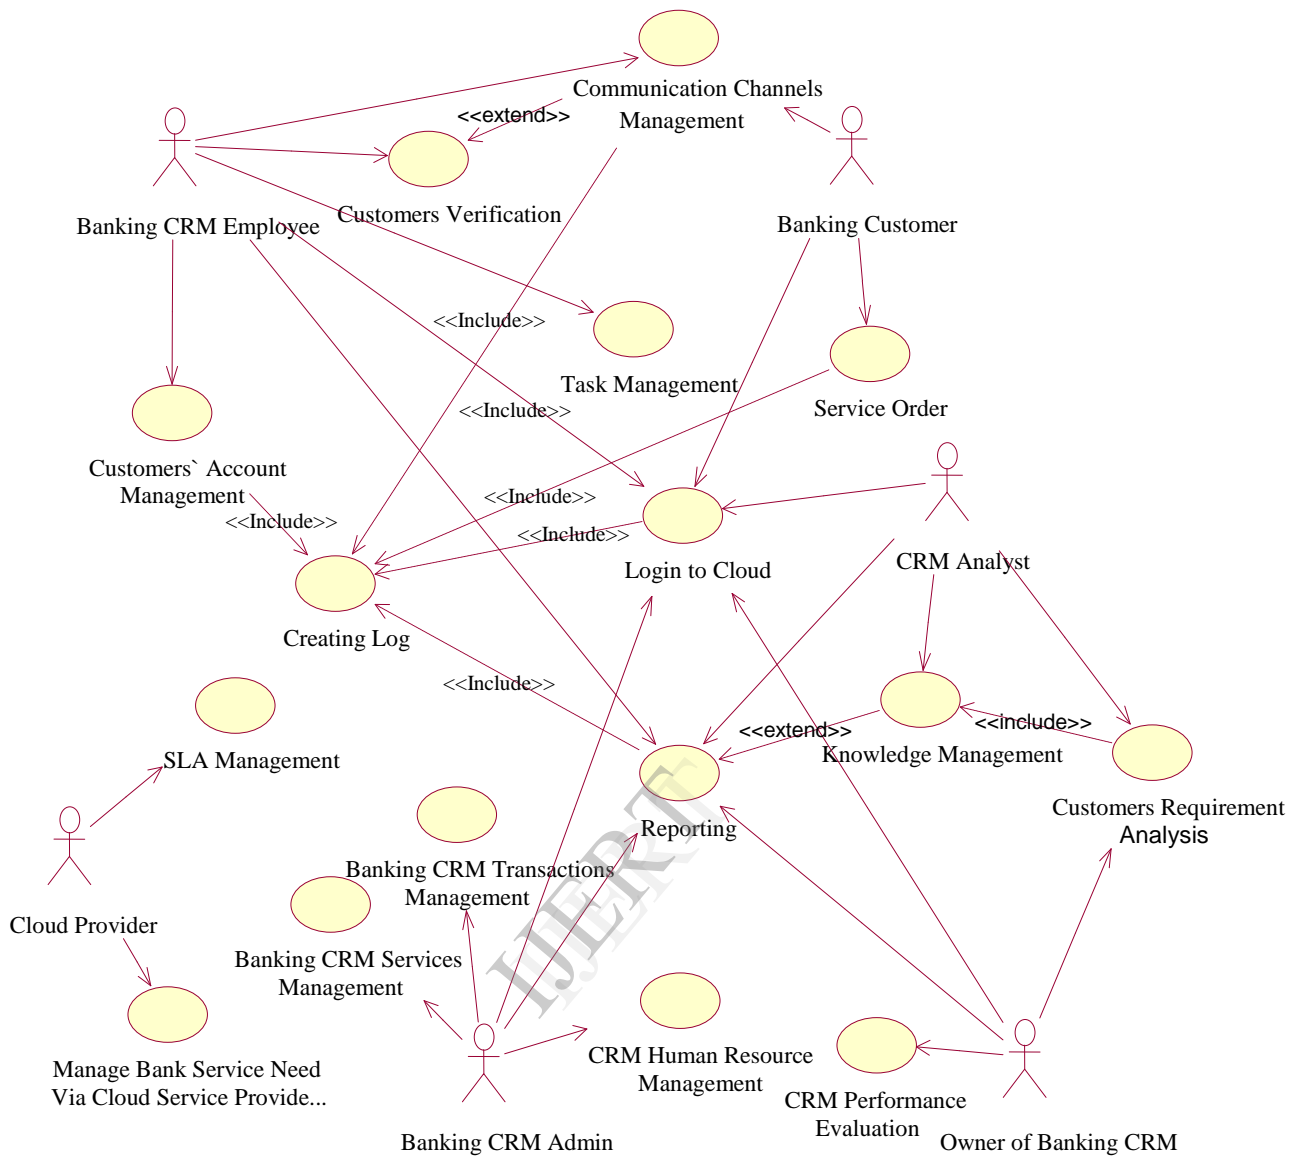 Communication Channels
Management
<<extend>>
Customers Verification
Banking CRM Employee
Banking Customer
<<Include>>
Task Management
Service Order
<<Include>>
Customers` Account
Management
<<Include>>
<<Include>>
<<Include>>
Login to Cloud
CRM Analyst
Creating Log
<<Include>>
<<extend>>
<<include>>
Knowledge Management
SLA Management
Customers Requirement
Analysis
Reporting
Banking CRM Transactions
Management
Cloud Provider
Banking CRM Services
Management
IJERT
CRM Human Resource
Management
Manage Bank Service Need
Via Cloud Service Provide...
CRM Performance
Evaluation
Banking CRM Admin
Owner of Banking CRM